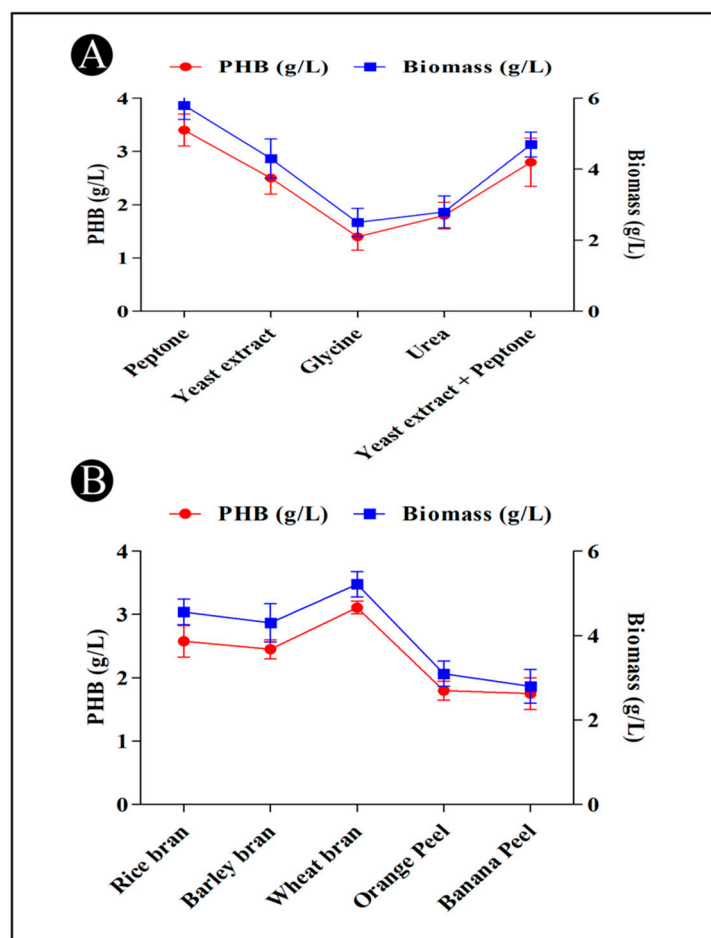 A
PHB (g/L) Biomass (g/L)
4
3
2
1
0
PHB (g/L)
6
4
2
0
Biomass (g/L)
Peptone
Yeast extract
Glycine
Urea
Yeast extract + Peptone
B
PHB (g/L) Biomass (g/L)
4
3
2
1
0
PHB (g/L)
6
4
2
0
Biomass (g/L)
Rice bran
Barley bran
Wheat bran
Orange Peel
Banana Peel